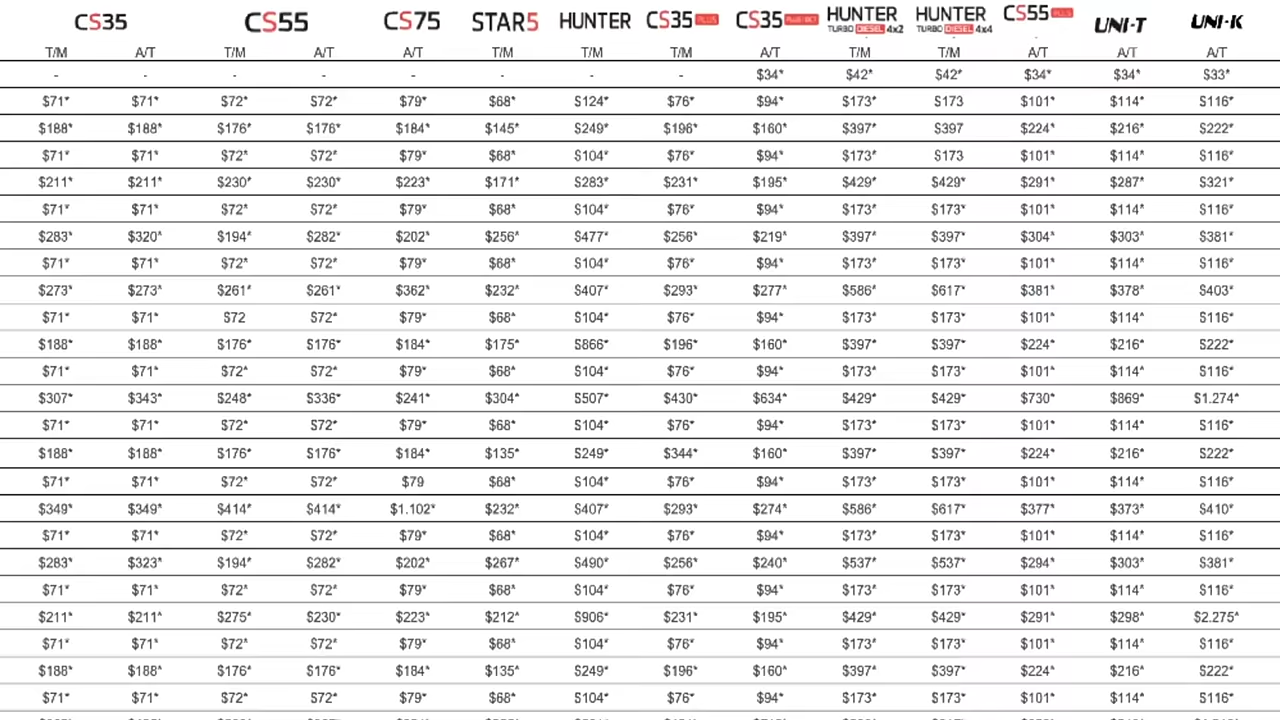 CS35 CS55 CS75 STAR5 HUNTER CS35 PLUS CS35 PLUS DCT HUNTER TURBO DIESEL 4x2 HUNTER TURBO DIESEL 4x4 CS55 PLUS UNI-T UNI-K
T/M A/T T/M A/T A/T T/M T/M T/M A/T T/M T/M A/T A/T A/T
- - - - - - - - $34* $42* $42* $34* $34* $33*
$71* $71* $72* $72* $79* $68* $124* $76* $94* $173* $173 $101* $114* $116*
$188* $188* $176* $176* $184* $145* $249* $196* $160* $397* $397 $224* $216* $222*
$71* $71* $72* $72* $79* $68* $104* $76* $94* $173* $173 $101* $114* $116*
$211* $211* $230* $230* $223* $171* $283* $231* $195* $429* $429* $291* $287* $321*
$71* $71* $72* $72* $79* $68* $104* $76* $94* $173* $173* $101* $114* $116*
$283* $320* $194* $282* $202* $256* $477* $256* $219* $397* $397* $304* $303* $381*
$71* $71* $72* $72* $79* $68* $104* $76* $94* $173* $173* $101* $114* $116*
$273* $273* $261* $261* $362* $232* $407* $293* $277* $586* $617* $381* $378* $403*
$71* $71* $72 $72* $79* $68* $104* $76* $94* $173* $173* $101* $114* $116*
$188* $188* $176* $176* $184* $175* $866* $196* $160* $397* $397* $224* $216* $222*
$71* $71* $72* $72* $79* $68* $104* $76* $94* $173* $173* $101* $114* $116*
$307* $343* $248* $336* $241* $304* $507* $430* $634* $429* $429* $730* $869* $1.274*
$71* $71* $72* $72* $79* $68* $104* $76* $94* $173* $173* $101* $114* $116*
$188* $188* $176* $176* $184* $135* $249* $344* $160* $397* $397* $224* $216* $222*
$71* $71* $72* $72* $79 $68* $104* $76* $94* $173* $173* $101* $114* $116*
$349* $349* $414* $414* $1.102* $232* $407* $293* $274* $586* $617* $377* $373* $410*
$71* $71* $72* $72* $79* $68* $104* $76* $94* $173* $173* $101* $114* $116*
$283* $323* $194* $282* $202* $267* $490* $256* $240* $537* $537* $294* $303* $381*
$71* $71* $72* $72* $79* $68* $104* $76* $94* $173* $173* $101* $114* $116*
$211* $211* $275* $230* $223* $212* $906* $231* $195* $429* $429* $291* $298* $2.275*
$71* $71* $72* $72* $79* $68* $104* $76* $94* $173* $173* $101* $114* $116*
$188* $188* $176* $176* $184* $135* $249* $196* $160* $397* $397* $224* $216* $222*
$71* $71* $72* $72* $79* $68* $104* $76* $94* $173* $173* $101* $114* $116*